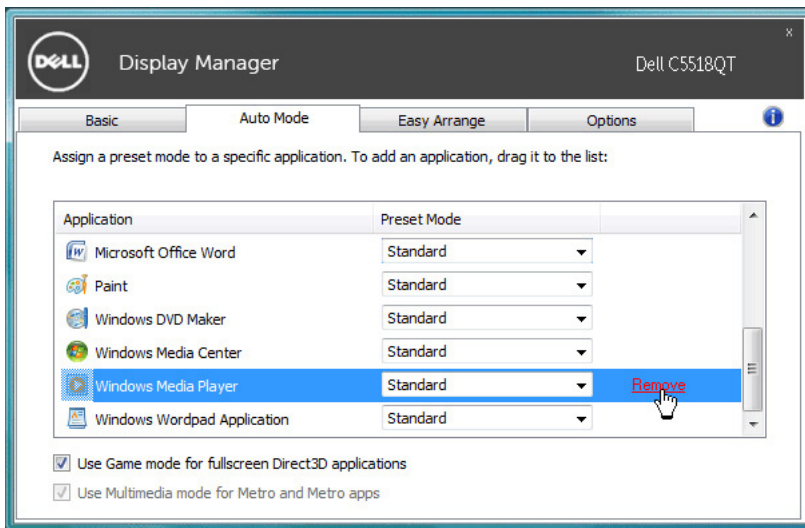 x
DELL Display Manager Dell C5518QT
Basic Auto Mode Easy Arrange Options i
Assign a preset mode to a specific application. To add an application, drag it to the list:
Application Preset Mode
Microsoft Office Word Standard
Paint Standard
Windows DVD Maker Standard
Windows Media Center Standard
Windows Media Player Standard Remove
Windows Wordpad Application Standard
Use Game mode for fullscreen Direct3D applications
Use Multimedia mode for Metro and Metro apps